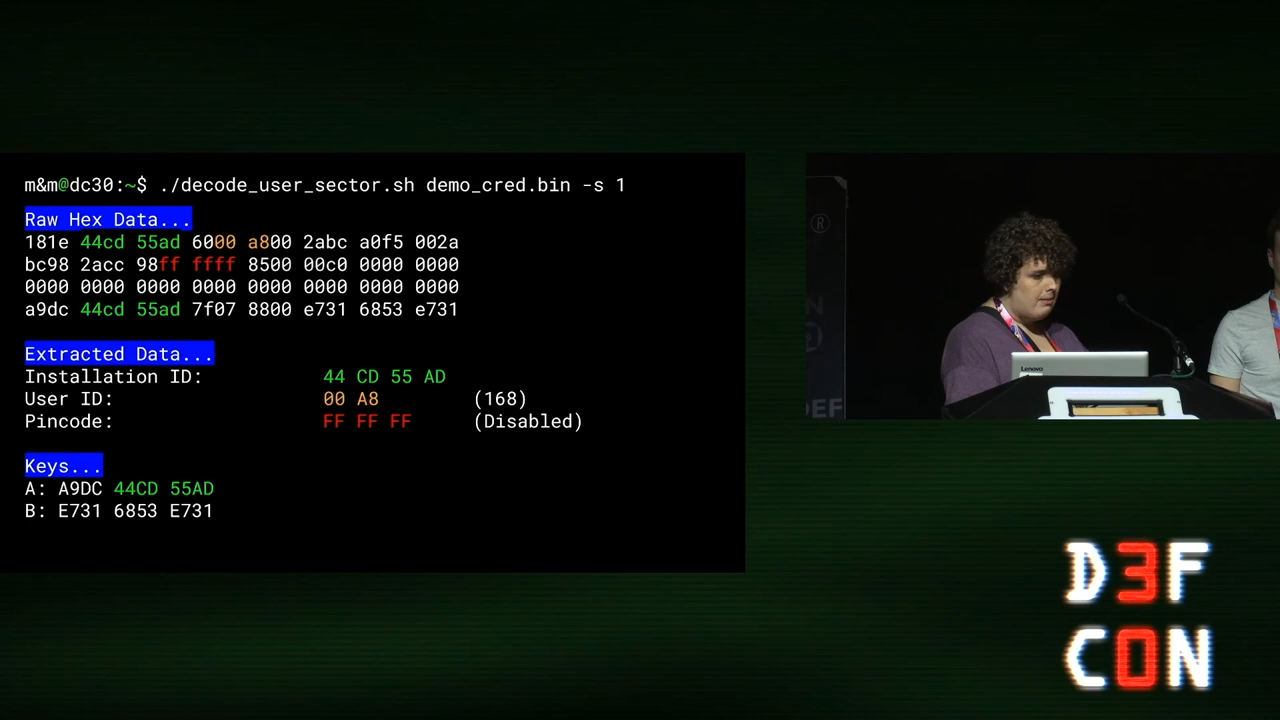 m&m@dc30:~$ ./decode_user_sector.sh demo_cred.bin -s 1
Raw Hex Data...
181e 44cd 55ad 6000 a800 2abc a0f5 002a
bc98 2acc 98ff ffff 8500 00c0 0000 0000
0000 0000 0000 0000 0000 0000 0000 0000
a9dc 44cd 55ad 7f07 8800 e731 6853 e731
Extracted Data...
Installation ID: 44 CD 55 AD
User ID: 00 A8 (168)
Pincode: FF FF FF (Disabled)
Keys...
A: A9DC 44CD 55AD
B: E731 6853 E731
®
N
DEF
Lenovo
D3F
C0N